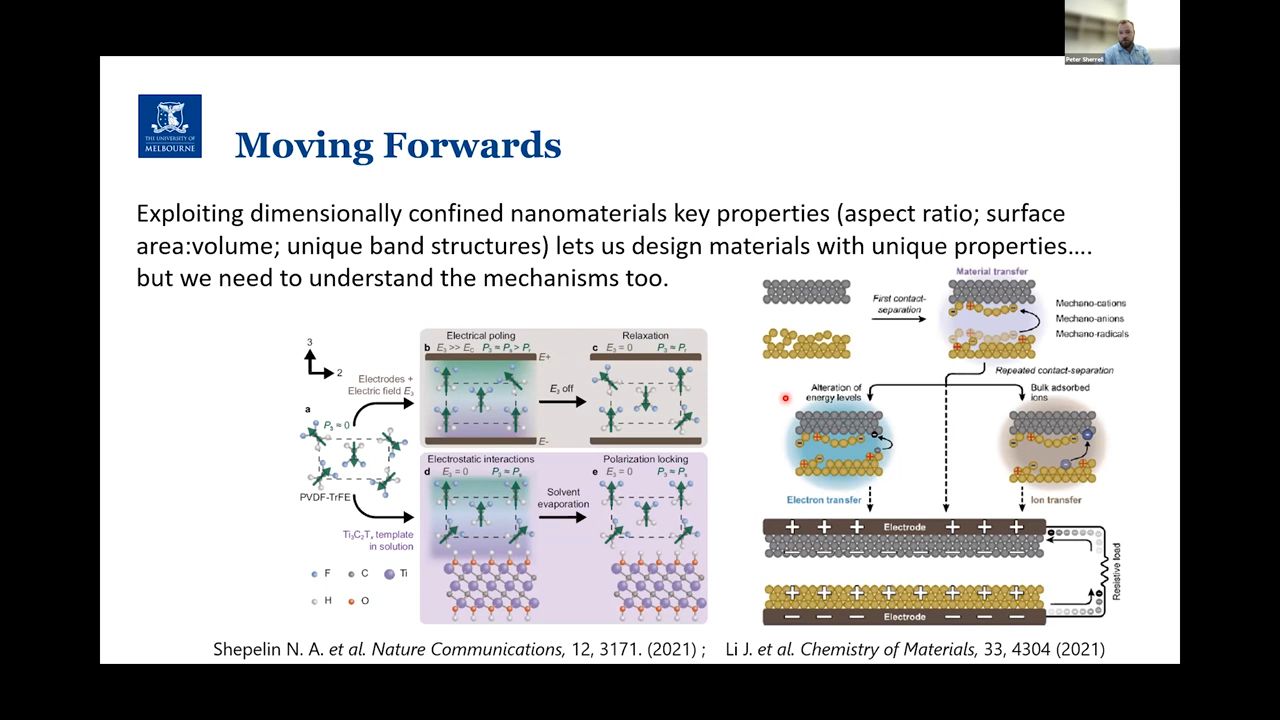 Peter Sherrell
THE UNIVERSITY OF
MELBOURNE
Moving Forwards
Exploiting dimensionally confined nanomaterials key properties (aspect ratio; surface
area:volume; unique band structures) lets us design materials with unique properties….
but we need to understand the mechanisms too.
3
2
Electrodes +
Electric field E₃
a
P₃ ≈ 0
PVDF-TrFE
Ti₃C₂Tₓ template
in solution
F
C
Ti
H
O
Electrical poling
b E₃ >> E_C P₃ ≈ P_s > P_r
E+
E-
E₃ off
Relaxation
c E₃ = 0 P₃ ≈ P_r
Electrostatic interactions
d E₃ = 0 P₃ ≈ P_s
Solvent
evaporation
Polarization locking
e E₃ = 0 P₃ ≈ P_s
First contact-
separation
Material transfer
Mechano-cations
Mechano-anions
Mechano-radicals
Repeated contact-separation
Alteration of
energy levels
Bulk adsorbed
ions
Electron transfer
Ion transfer
+ + + Electrode + + + +
Resistive load
+ + + + + + + +
− − − Electrode − − − −
Shepelin N. A. et al. Nature Communications, 12, 3171. (2021) ; Li J. et al. Chemistry of Materials, 33, 4304 (2021)